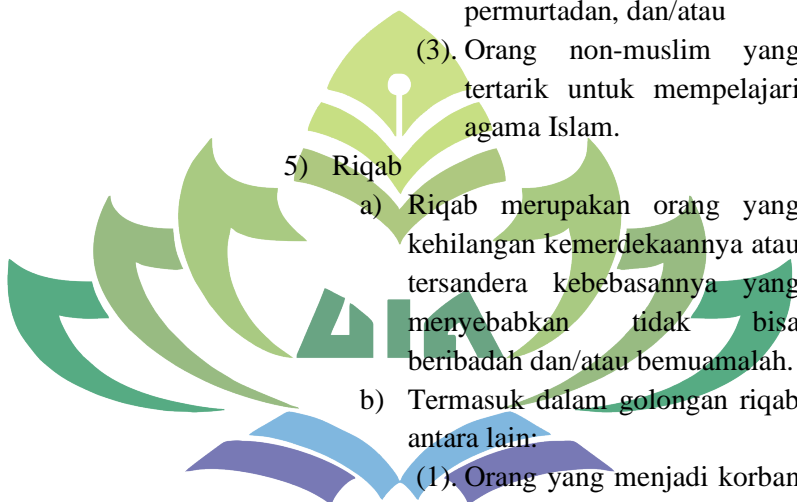 permurtadan, dan/atau
(3). Orang non-muslim yang
tertarik untuk mempelajari
agama Islam.
5) Riqab
a) Riqab merupakan orang yang
kehilangan kemerdekaannya atau
tersandera kebebasannya yang
menyebabkan tidak bisa
beribadah dan/atau bemuamalah.
b) Termasuk dalam golongan riqab
antara lain:
(1). Orang yang menjadi korban